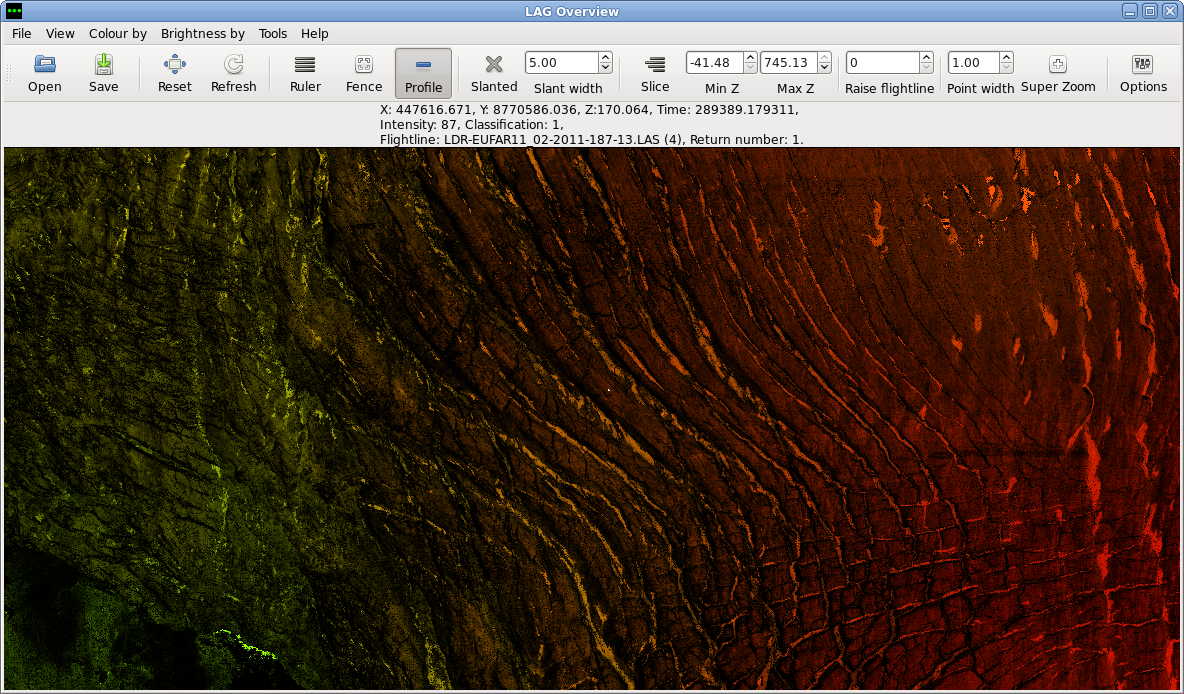 LAG Overview
File View Colour by Brightness by Tools Help
Open Save Reset Refresh Ruler Fence Profile Slanted 5.00 Slant width Slice -41.48 Min Z 745.13 Max Z 0 Raise flightline 1.00 Point width Super Zoom Options
X: 447616.671, Y: 8770586.036, Z:170.064, Time: 289389.179311,
Intensity: 87, Classification: 1,
Flightline: LDR-EUFAR11_02-2011-187-13.LAS (4), Return number: 1.